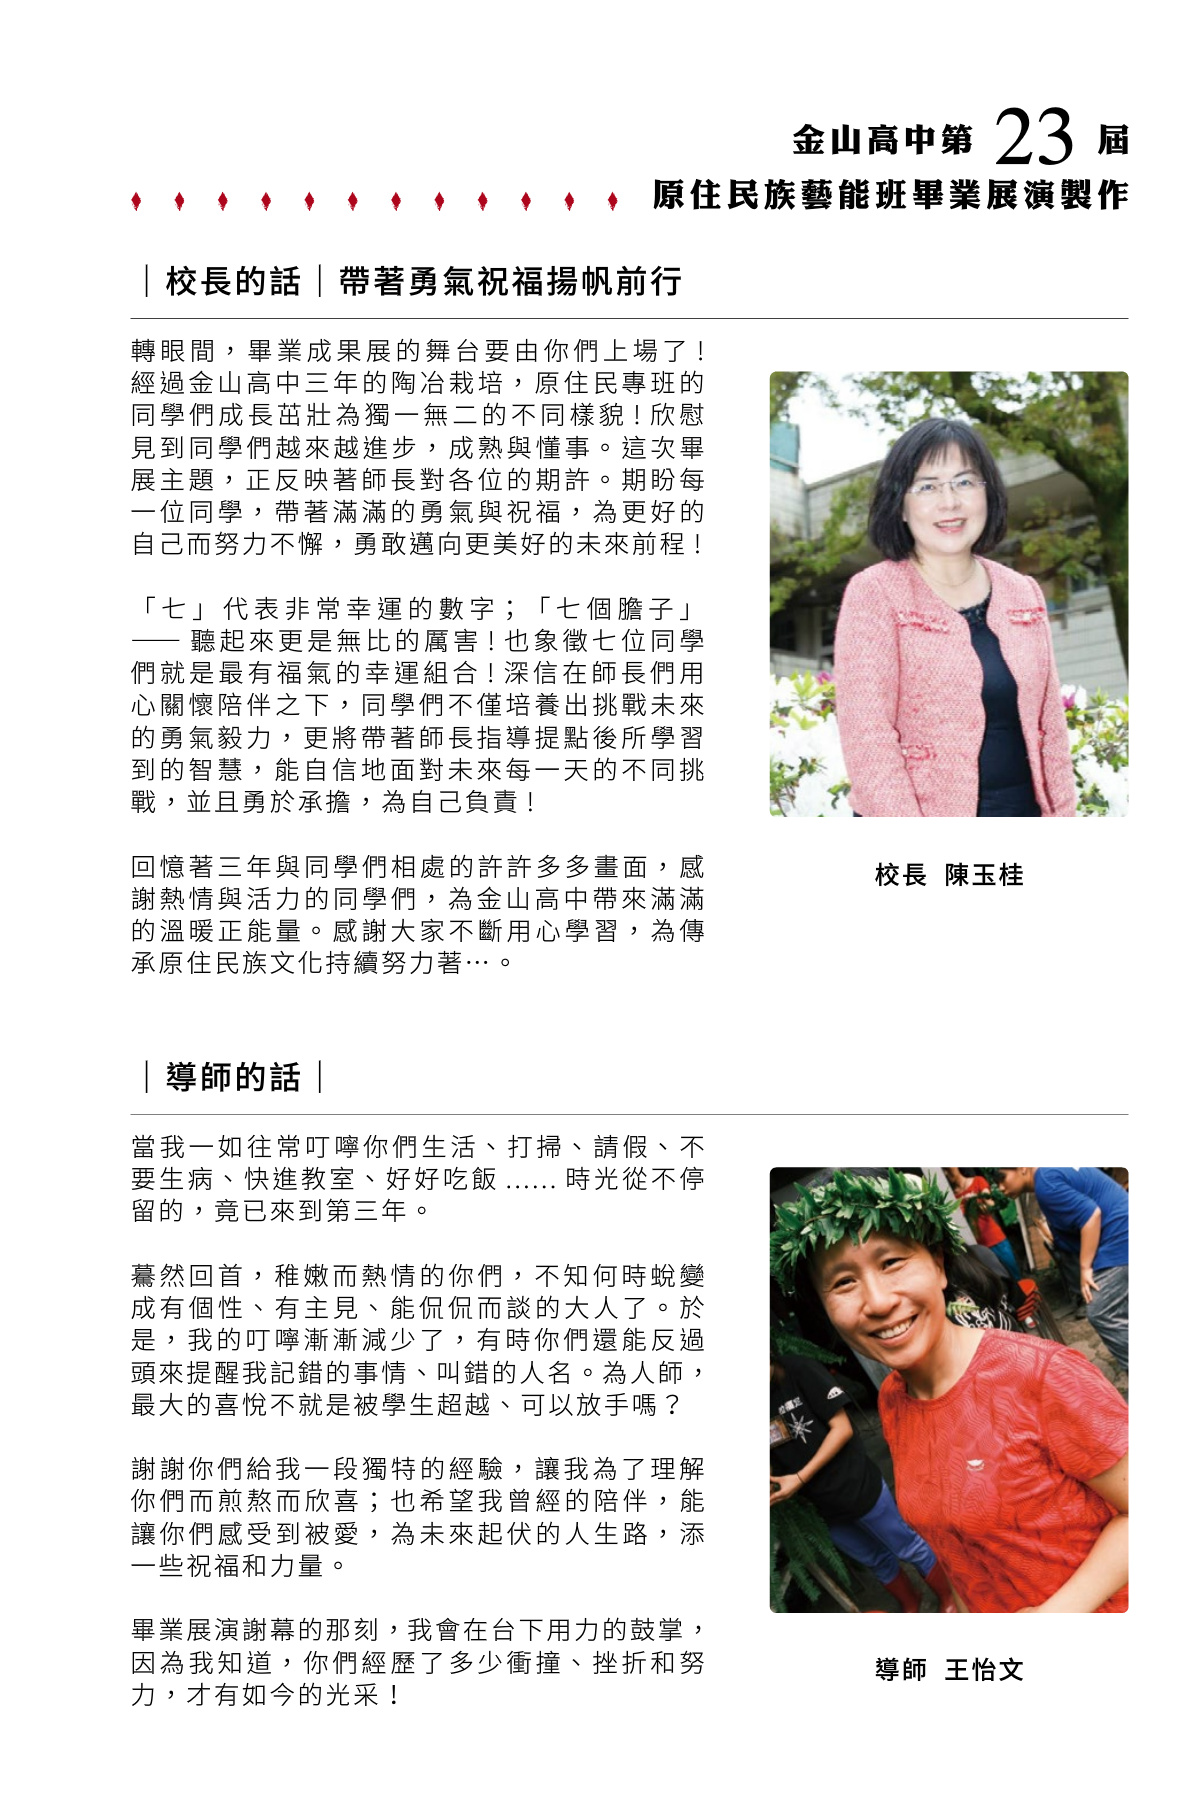 金山高中第 23 屆
原住民族藝能班畢業展演製作
｜校長的話｜帶著勇氣祝福揚帆前行
轉眼間，畢業成果展的舞台要由你們上場了！
經過金山高中三年的陶冶栽培，原住民專班的
同學們成長茁壯為獨一無二的不同樣貌！欣慰
見到同學們越來越進步，成熟與懂事。這次畢
展主題，正反映著師長對各位的期許。期盼每
一位同學，帶著滿滿的勇氣與祝福，為更好的
自己而努力不懈，勇敢邁向更美好的未來前程！
「七」代表非常幸運的數字；「七個膽子」
—— 聽起來更是無比的厲害！也象徵七位同學
們就是最有福氣的幸運組合！深信在師長們用
心關懷陪伴之下，同學們不僅培養出挑戰未來
的勇氣毅力，更將帶著師長指導提點後所學習
到的智慧，能自信地面對未來每一天的不同挑
戰，並且勇於承擔，為自己負責！
回憶著三年與同學們相處的許許多多畫面，感
謝熱情與活力的同學們，為金山高中帶來滿滿
的溫暖正能量。感謝大家不斷用心學習，為傳
承原住民族文化持續努力著…。
校長 陳玉桂
｜導師的話｜
當我一如往常叮嚀你們生活、打掃、請假、不
要生病、快進教室、好好吃飯 ...... 時光從不停
留的，竟已來到第三年。
驀然回首，稚嫩而熱情的你們，不知何時蛻變
成有個性、有主見、能侃侃而談的大人了。於
是，我的叮嚀漸漸減少了，有時你們還能反過
頭來提醒我記錯的事情、叫錯的人名。為人師，
最大的喜悅不就是被學生超越、可以放手嗎？
謝謝你們給我一段獨特的經驗，讓我為了理解
你們而煎熬而欣喜；也希望我曾經的陪伴，能
讓你們感受到被愛，為未來起伏的人生路，添
一些祝福和力量。
畢業展演謝幕的那刻，我會在台下用力的鼓掌，
因為我知道，你們經歷了多少衝撞、挫折和努
力，才有如今的光采！
導師 王怡文